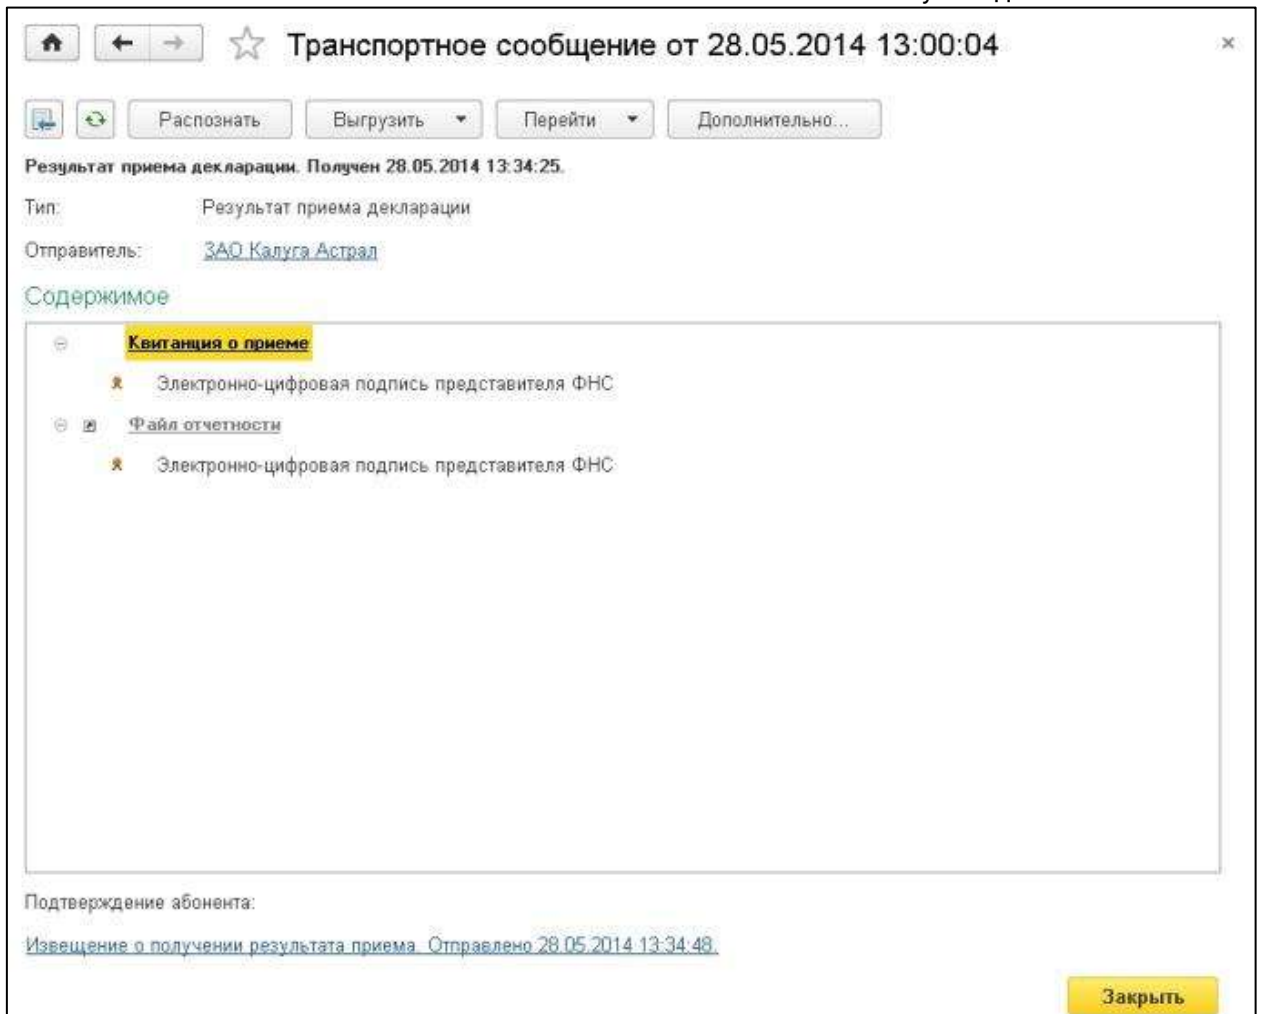 Транспортное сообщение от 28.05.2014 13:00:04
Распознать Выгрузить Перейти Дополнительно...
Результат приема декларации. Получен 28.05.2014 13:34:25.
Тип: Результат приема декларации
Отправитель: ЗАО Калуга Астрал
Содержимое
Квитанция о приеме
Электронно-цифровая подпись представителя ФНС
Файл отчетности
Электронно-цифровая подпись представителя ФНС
Подтверждение абонента:
Извещение о получении результата приема. Отправлено 28.05.2014 13:34:48.
Закрыть